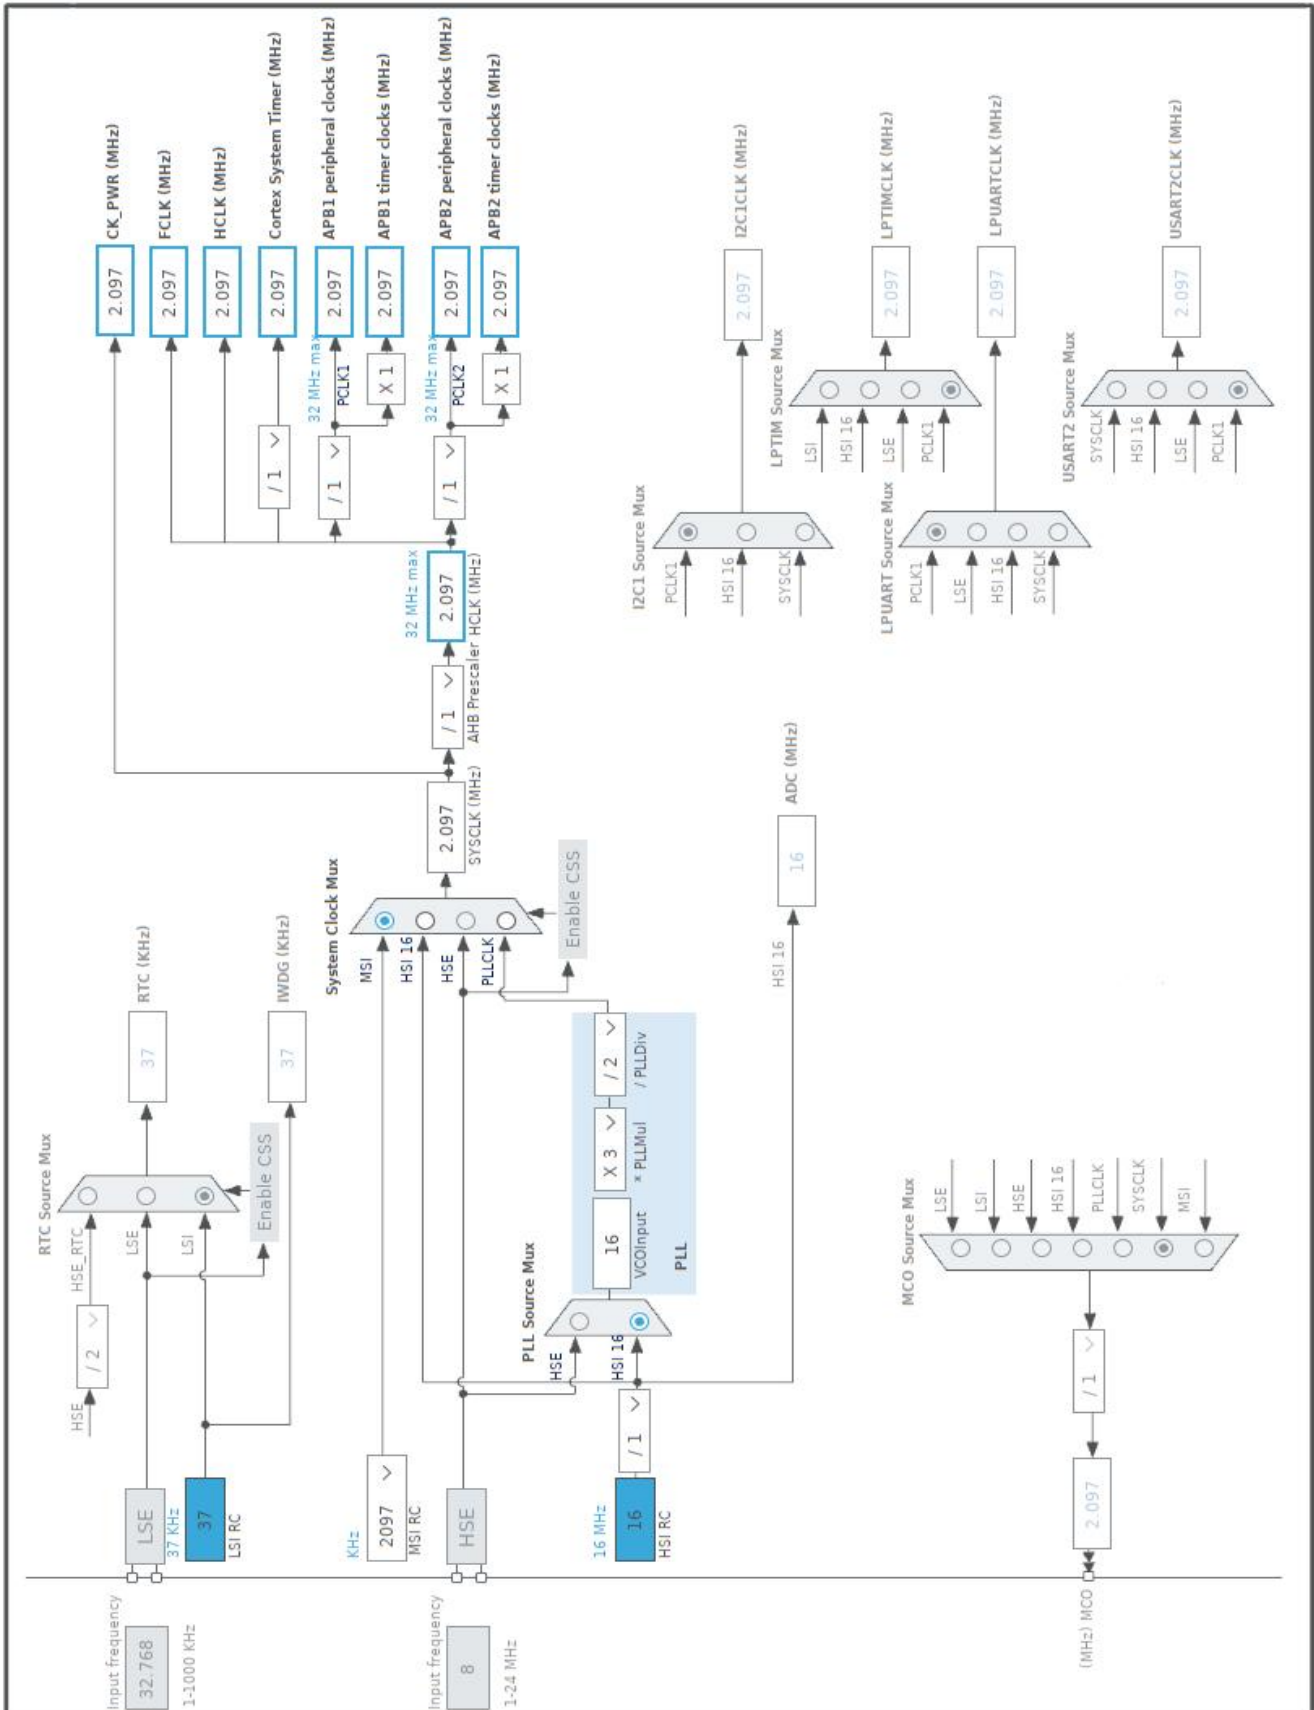 Input frequency
32.768
1-1000 KHz
LSE
37 KHz
37
LSI RC
HSE
/ 2
HSE_RTC
LSE
LSI
RTC Source Mux
Enable CSS
37
RTC (KHz)
37
IWDG (KHz)
Input frequency
8
1-24 MHz
KHz
2097
MSI RC
HSE
16 MHz
16
HSI RC
/ 1
PLL Source Mux
HSE
HSI 16
16
VCOInput
X 3
× PLLMul
/ 2
/ PLLDiv
PLL
System Clock Mux
MSI
HSI 16
HSE
PLLCLK
Enable CSS
2.097
SYSCLK (MHz)
/ 1
AHB Prescaler
32 MHz max
2.097
HCLK (MHz)
HSI 16
16
ADC (MHz)
2.097
CK_PWR (MHz)
2.097
FCLK (MHz)
2.097
HCLK (MHz)
/ 1
2.097
Cortex System Timer (MHz)
/ 1
32 MHz max
PCLK1
2.097
APB1 peripheral clocks (MHz)
X 1
2.097
APB1 timer clocks (MHz)
/ 1
32 MHz max
PCLK2
2.097
APB2 peripheral clocks (MHz)
X 1
2.097
APB2 timer clocks (MHz)
I2C1 Source Mux
PCLK1
HSI 16
SYSCLK
2.097
I2C1CLK (MHz)
LPTIM Source Mux
LSI
HSI 16
LSE
PCLK1
2.097
LPTIMCLK (MHz)
LPUART Source Mux
PCLK1
LSE
HSI 16
SYSCLK
2.097
LPUARTCLK (MHz)
USART2 Source Mux
SYSCLK
HSI 16
LSE
PCLK1
2.097
USART2CLK (MHz)
MCO Source Mux
LSE
LSI
HSE
HSI 16
PLLCLK
SYSCLK
MSI
/ 1
2.097
(MHz) MCO